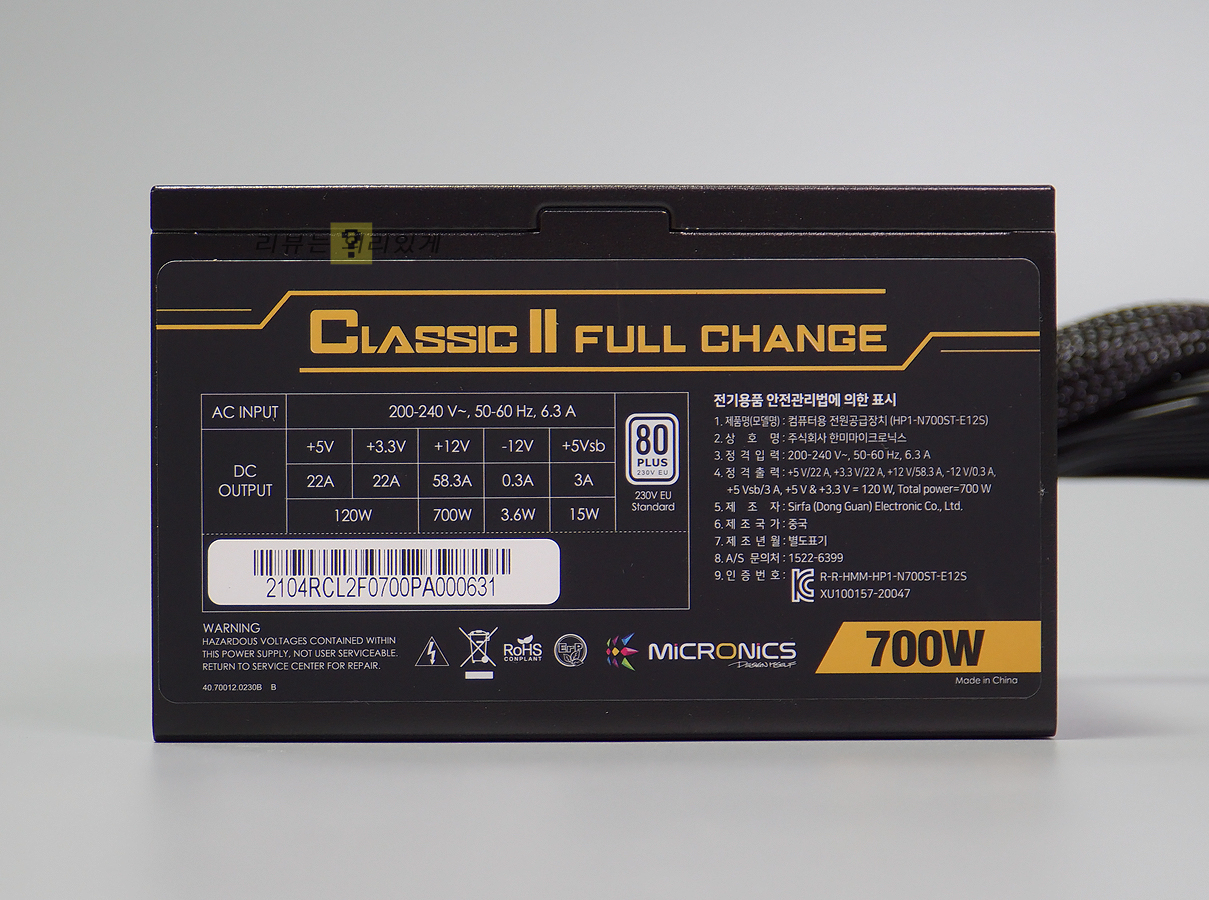 리뷰는 ?리있게
CLASSIC II FULL CHANGE
AC INPUT 200-240 V~, 50-60 Hz, 6.3 A
DC OUTPUT +5V +3.3V +12V -12V +5Vsb
22A 22A 58.3A 0.3A 3A
120W 700W 3.6W 15W
80
PLUS
230V EU
230V EU
Standard
2104RCL2F0700PA000631
전기용품 안전관리법에 의한 표시
1. 제품명(모델명) : 컴퓨터용 전원공급장치 (HP1-N700ST-E12S)
2. 상 호 명 : 주식회사 한미마이크로닉스
3. 정 격 입 력 : 200-240 V~, 50-60 Hz, 6.3 A
4. 정 격 출 력 : +5 V/22 A, +3.3 V/22 A, +12 V/58.3 A, -12 V/0.3 A,
+5 Vsb/3 A, +5 V & +3.3 V = 120 W, Total power=700 W
5. 제 조 자 : Sirfa (Dong Guan) Electronic Co., Ltd.
6. 제 조 국 가 : 중국
7. 제 조 년 월 : 별도표기
8. A/S 문의처 : 1522-6399
9. 인 증 번 호 : R-R-HMM-HP1-N700ST-E12S
XU100157-20047
WARNING
HAZARDOUS VOLTAGES CONTAINED WITHIN
THIS POWER SUPPLY, NOT USER SERVICEABLE.
RETURN TO SERVICE CENTER FOR REPAIR.
40.70012.0230B B
RoHS
CONPLANT
ErP
MiCRONiCS
DESIGN MYSELF
700W
Made in China